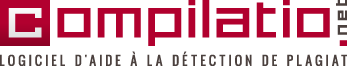 compilatio.net
LOGICIEL D'AIDE À LA DÉTECTION DE PLAGIAT